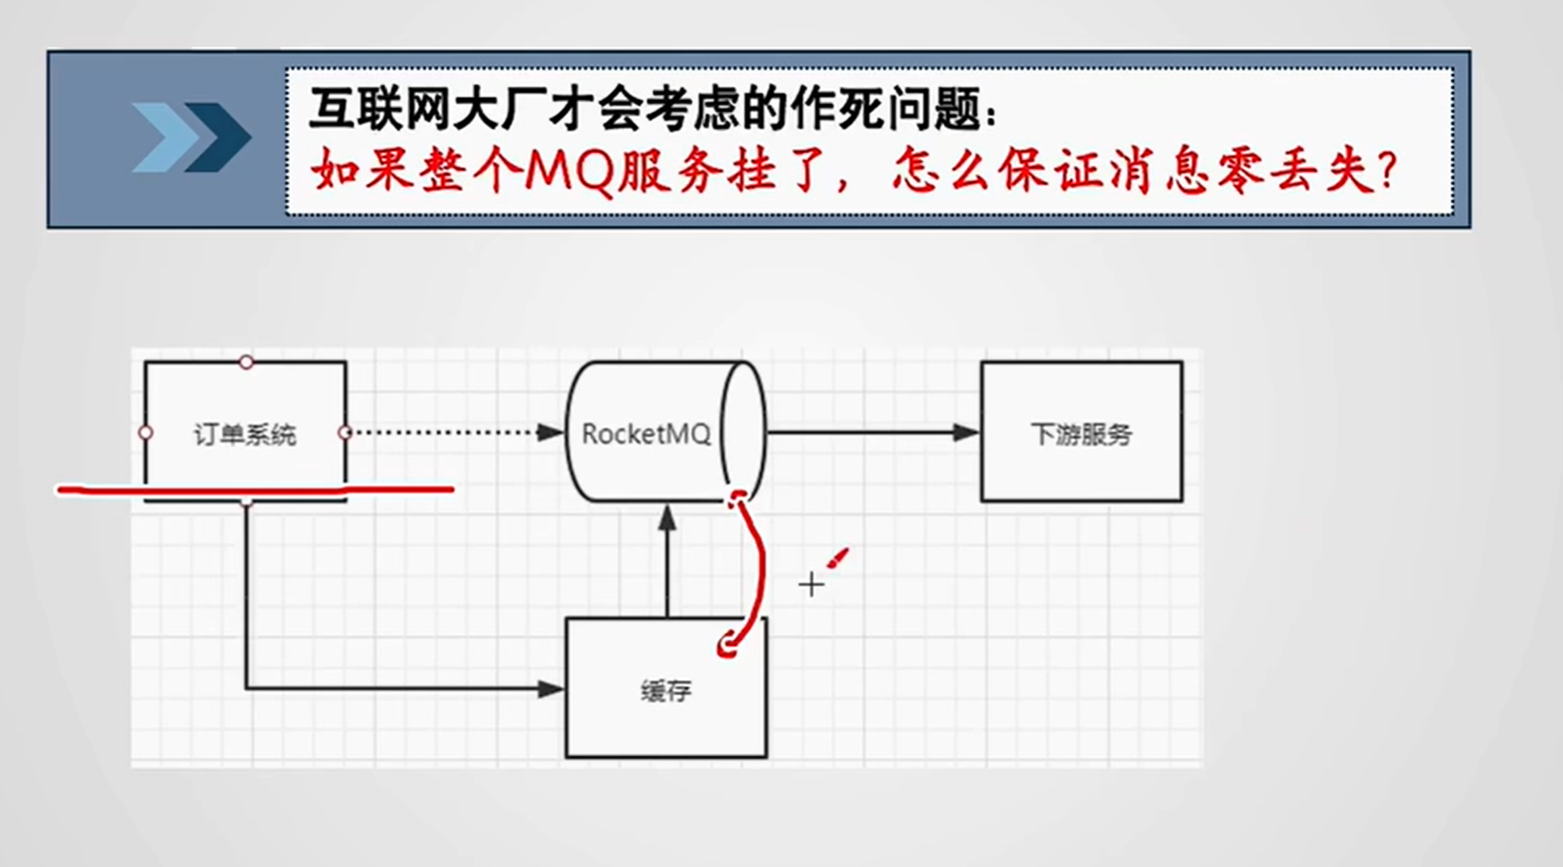 互联网大厂才会考虑的作死问题：
如果整个MQ服务挂了，怎么保证消息零丢失？
订单系统
RocketMQ
下游服务
缓存